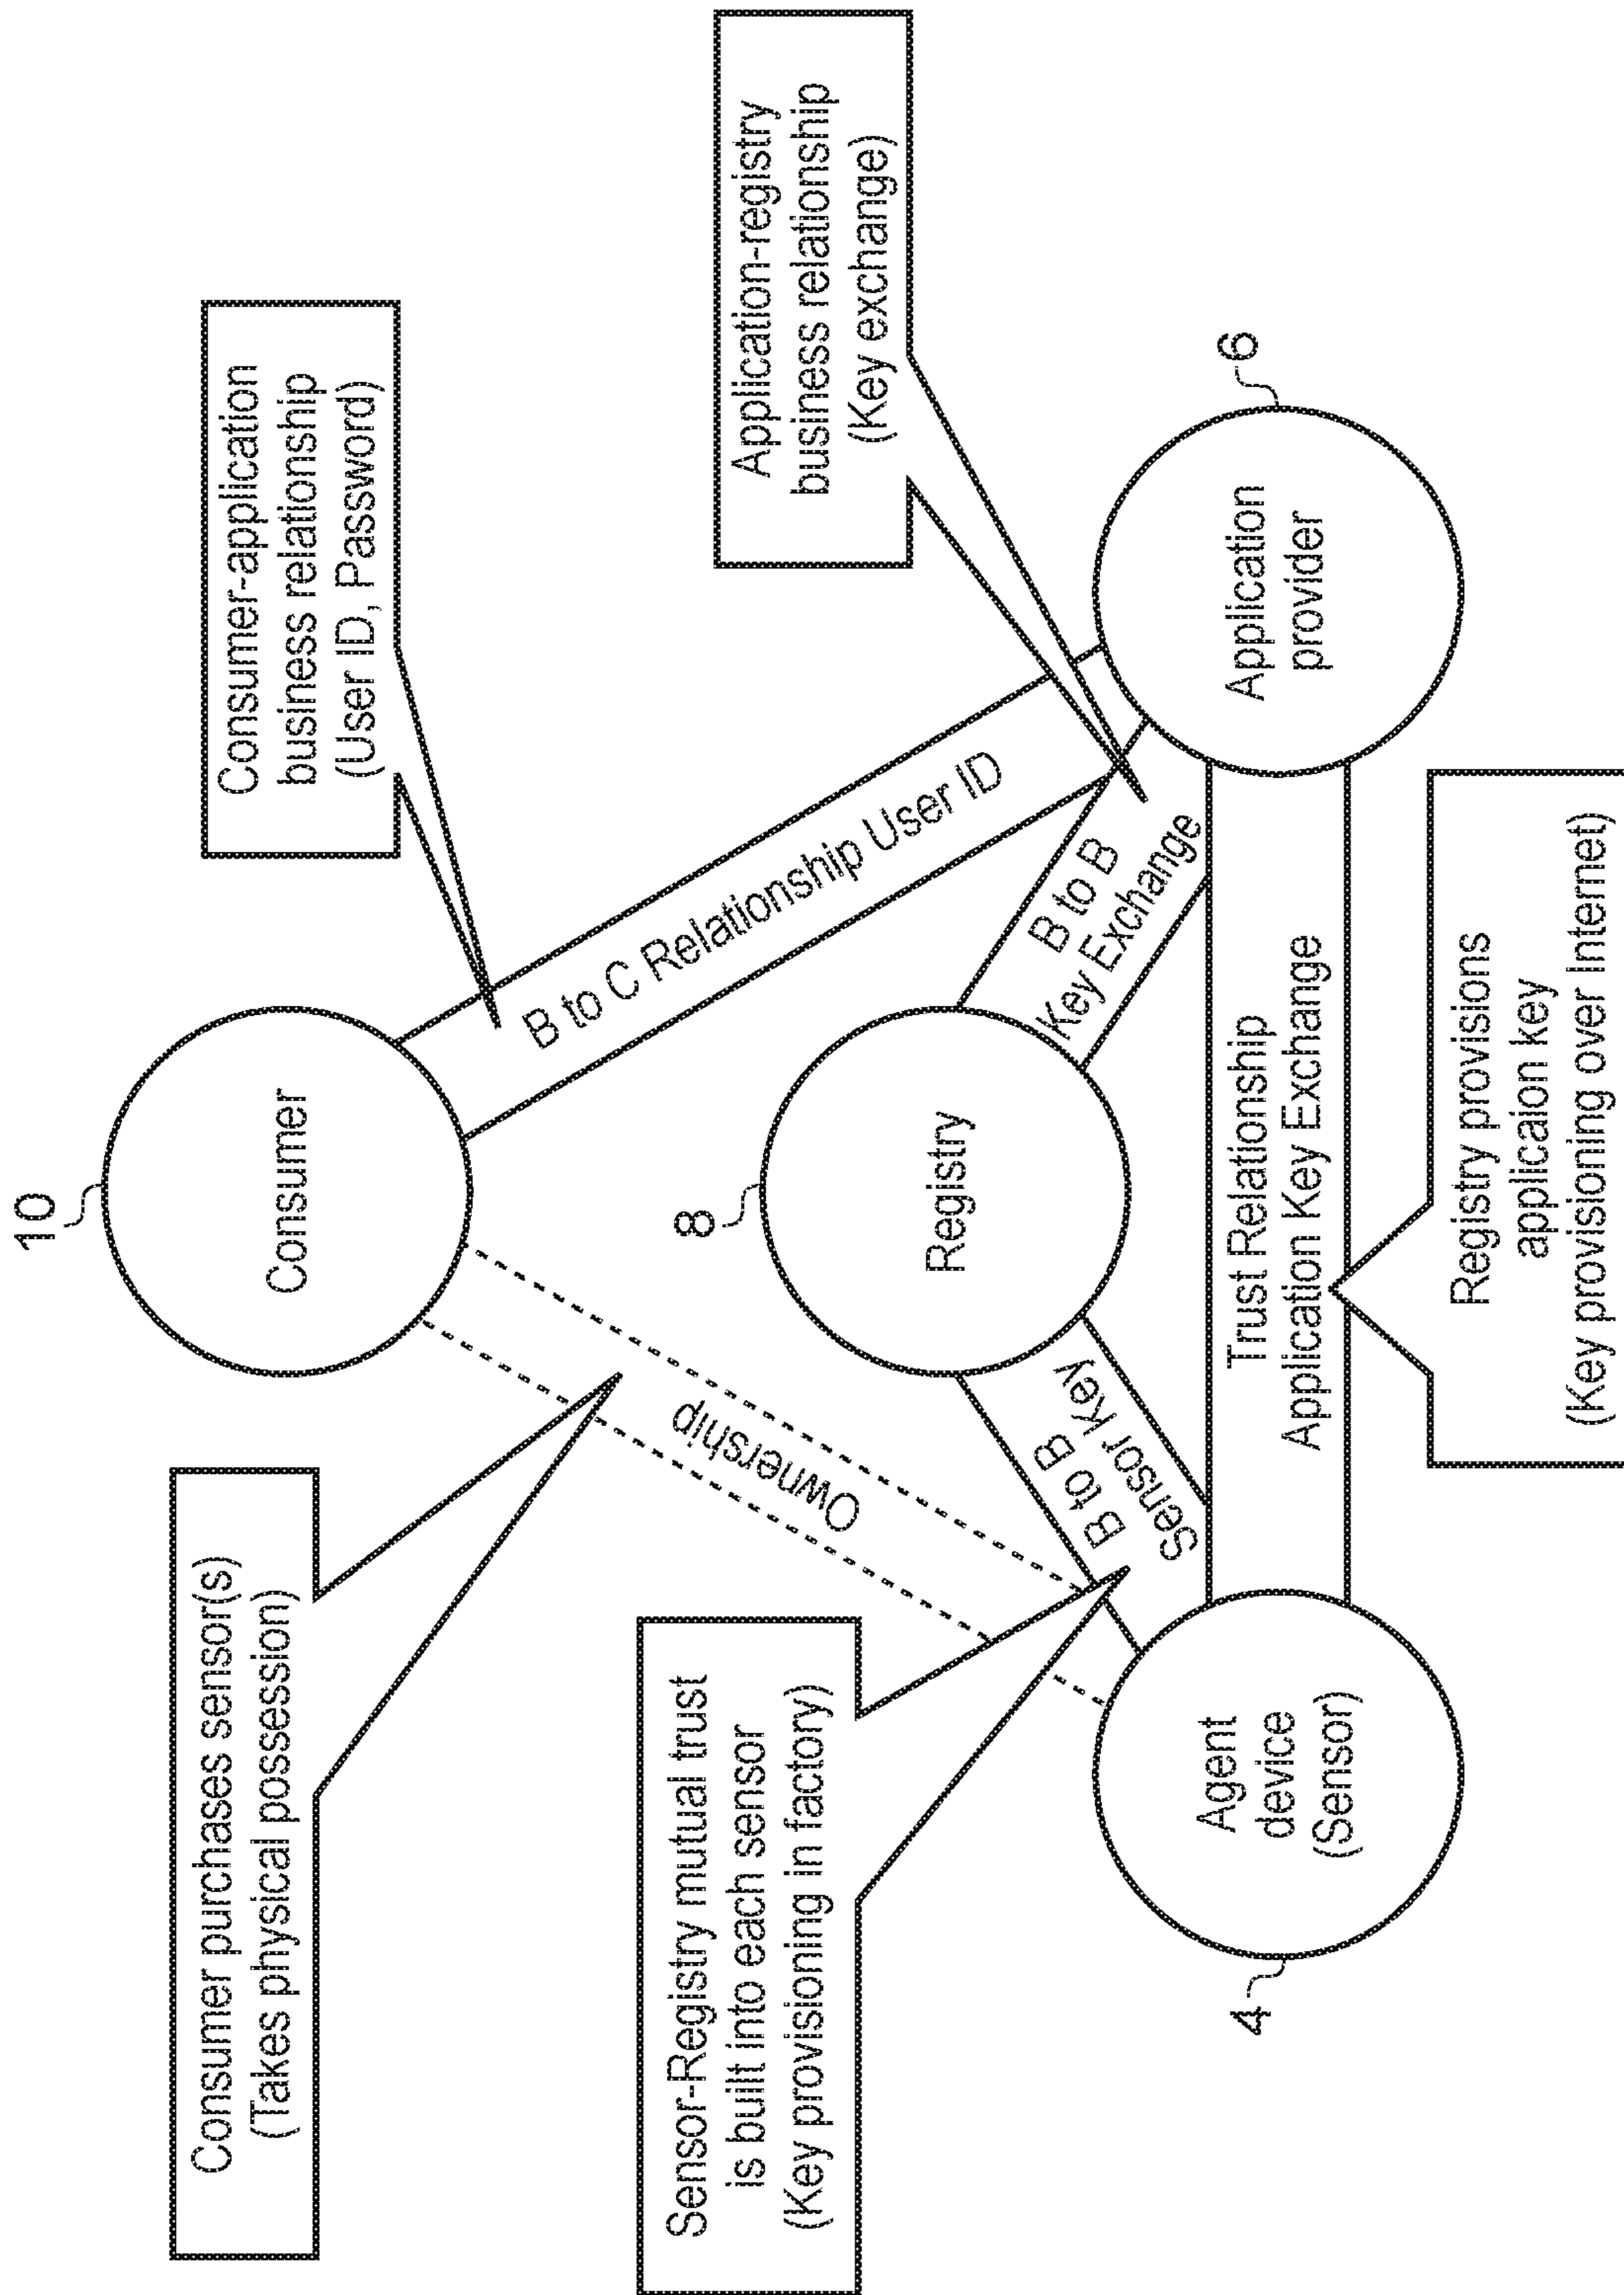 10
Consumer
Consumer purchases sensor(s)
(Takes physical possession)
Consumer-application
business relationship
(User ID, Password)
Ownership
B to C Relationship User ID
8
Registry
Sensor-Registry mutual trust
is built into each sensor
(Key provisioning in factory)
Application-registry
business relationship
(Key exchange)
B to B
Sensor Key
B to B
Key Exchange
Agent
device
(Sensor)
4
Trust Relationship
Application Key Exchange
Application
provider
6
Registry provisions
applicaion key
(Key provisioning over Internet)